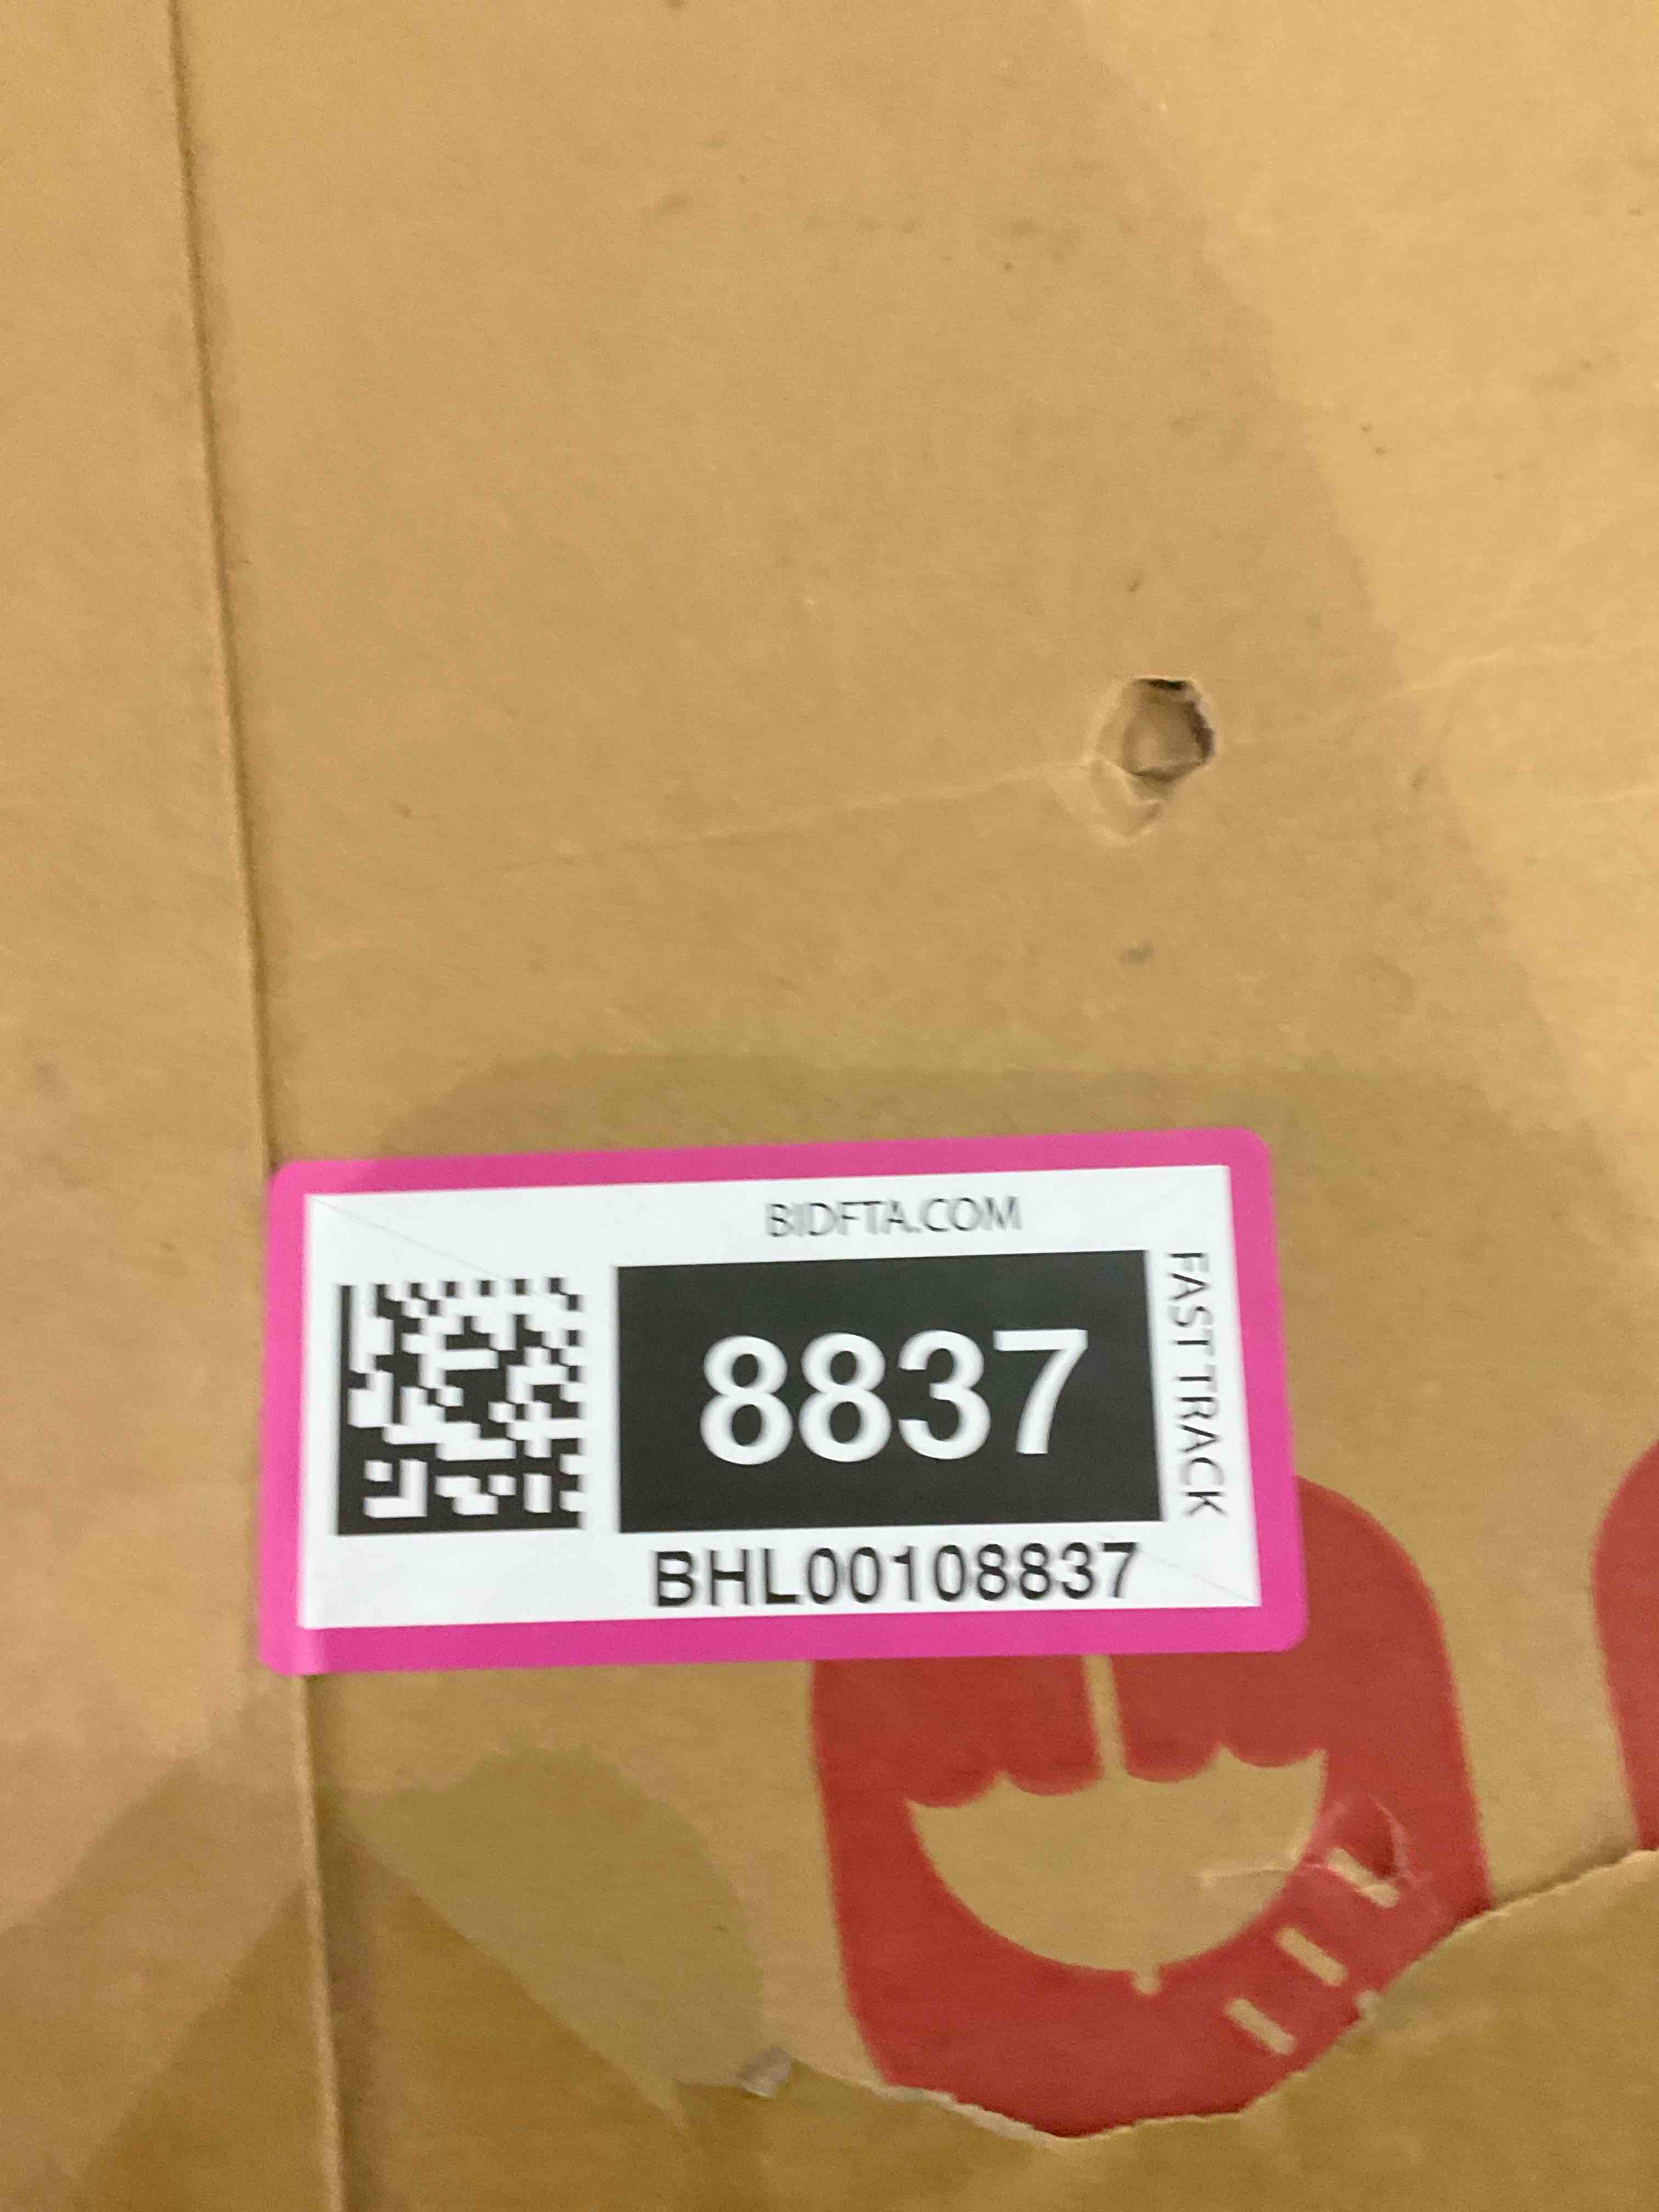 BIDFTA.COM
8837
FAST TRACK
BHL00108837